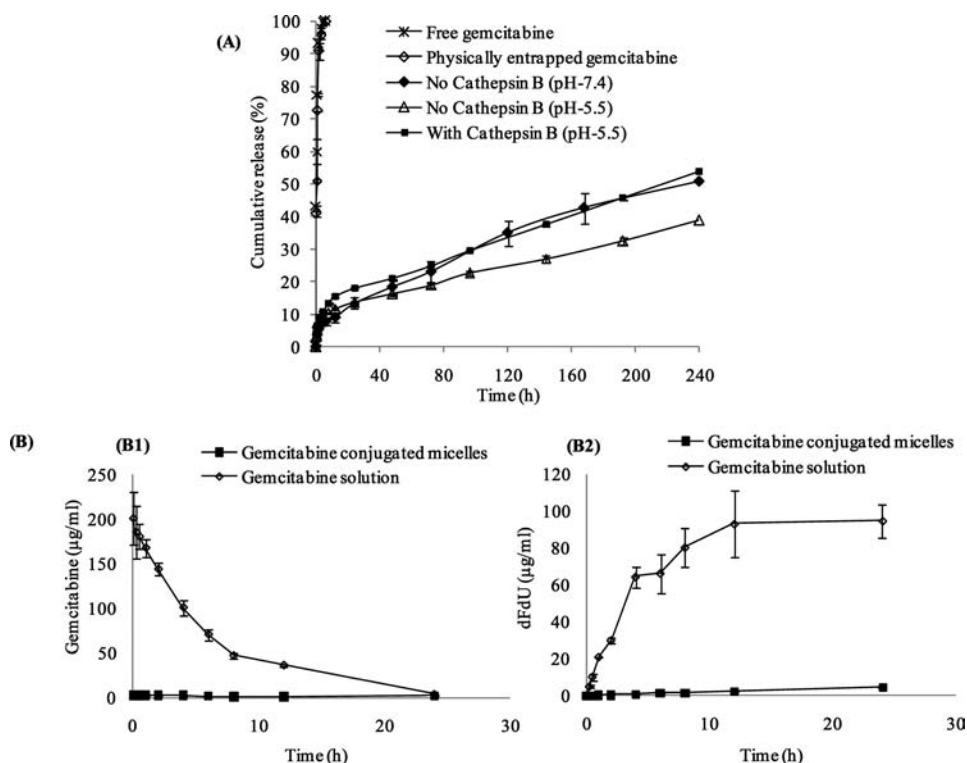 (A)
Free gemcitabine
Physically entrapped gemcitabine
No Cathepsin B (pH-7.4)
No Cathepsin B (pH-5.5)
With Cathepsin B (pH-5.5)
Cumulative release (%)
100
90
80
70
60
50
40
30
20
10
0
0 40 80 120 160 200 240
Time (h)
(B)
(B1)
Gemcitabine conjugated micelles
Gemcitabine solution
Gemcitabine (µg/ml)
250
200
150
100
50
0
0 10 20 30
Time (h)
(B2)
Gemcitabine conjugated micelles
Gemcitabine solution
dFdU (µg/ml)
120
100
80
60
40
20
0
0 10 20 30
Time (h)